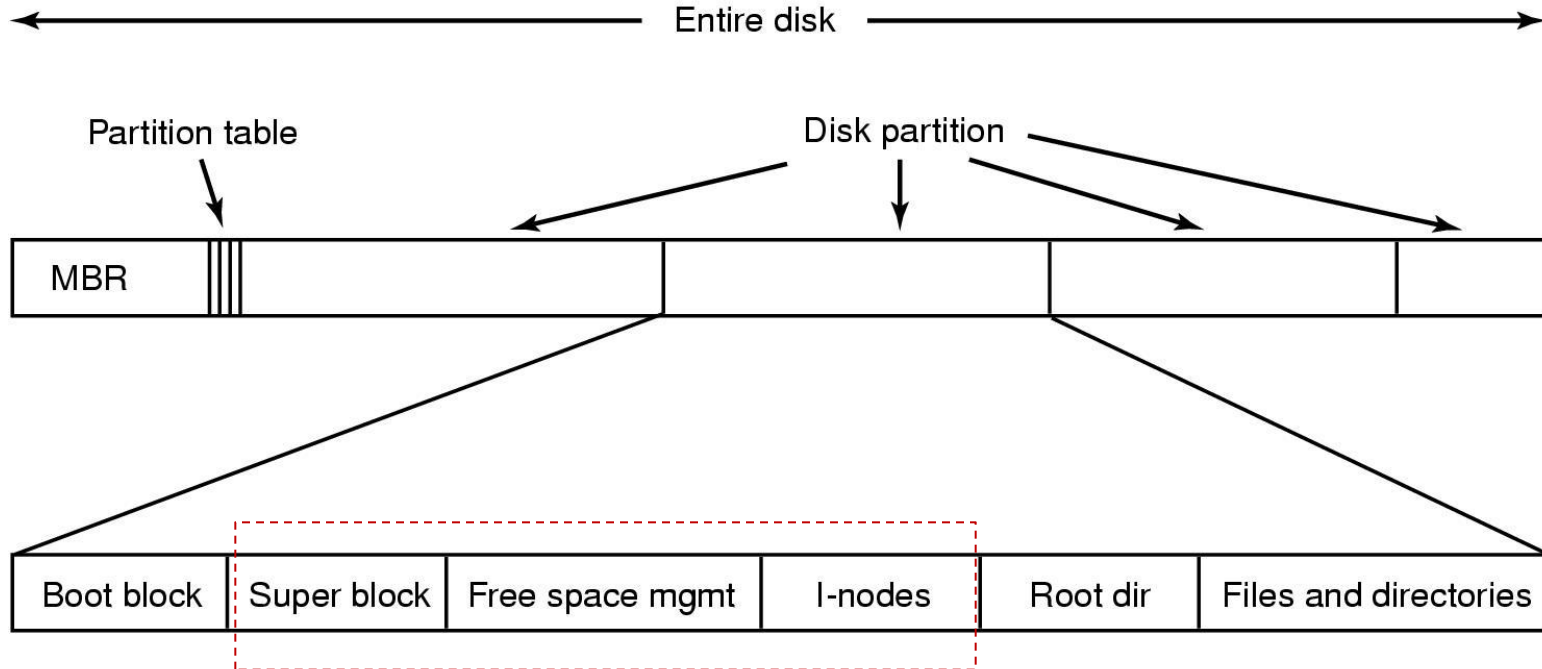 Entire disk
Partition table
Disk partition
MBR
Boot block
Super block
Free space mgmt
I-nodes
Root dir
Files and directories